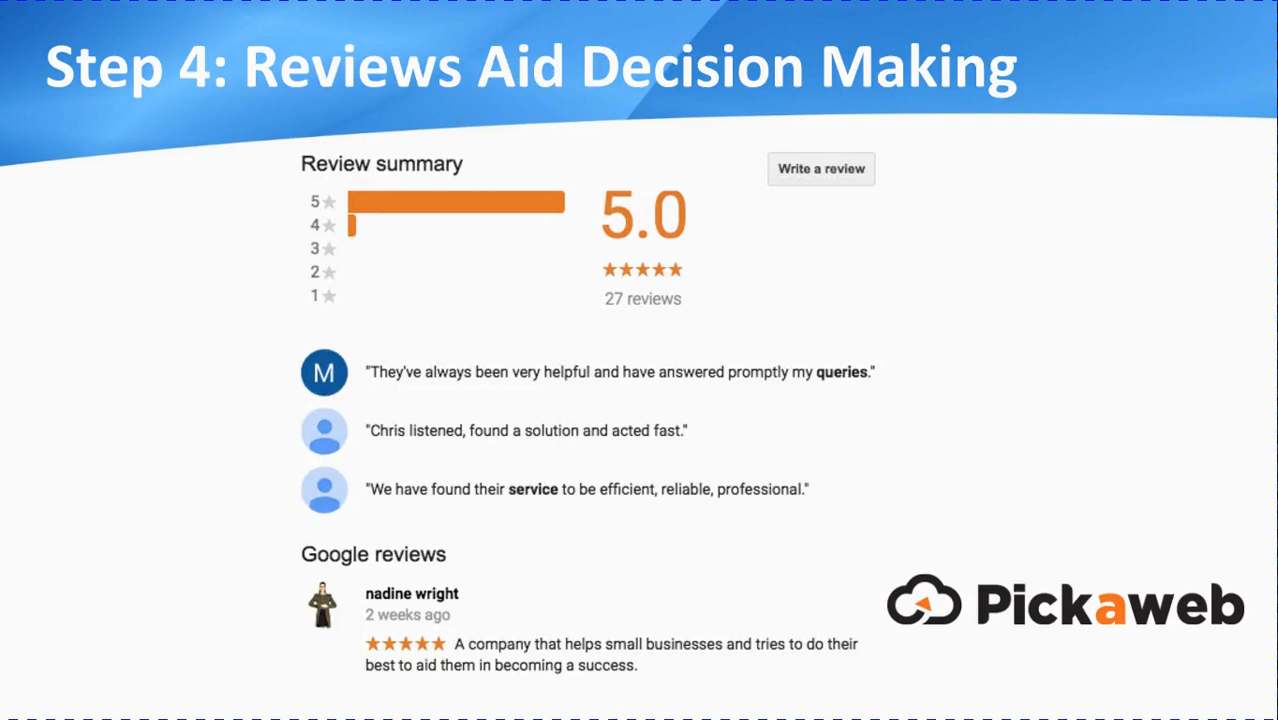 Step 4: Reviews Aid Decision Making
Review summary
Write a review
5
4
3
2
1
5.0
27 reviews
M
"They've always been very helpful and have answered promptly my queries."
"Chris listened, found a solution and acted fast."
"We have found their service to be efficient, reliable, professional."
Google reviews
nadine wright
2 weeks ago
A company that helps small businesses and tries to do their
best to aid them in becoming a success.
Pickaweb